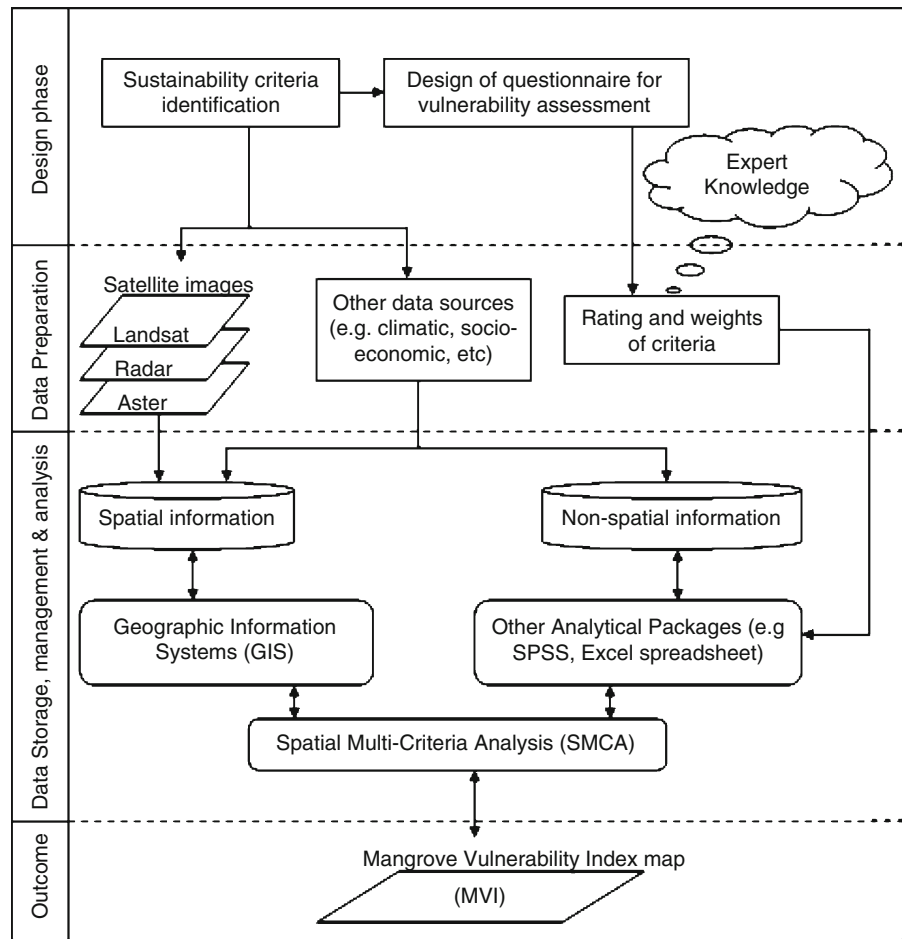 Design phase
Sustainability criteria
identification
Design of questionnaire for
vulnerability assessment
Expert
Knowledge
Data Preparation
Satellite images
Landsat
Radar
Aster
Other data sources
(e.g. climatic, socio-
economic, etc)
Rating and weights
of criteria
Data Storage, management & analysis
Spatial information
Non-spatial information
Geographic Information
Systems (GIS)
Other Analytical Packages (e.g
SPSS, Excel spreadsheet)
Spatial Multi-Criteria Analysis (SMCA)
Outcome
Mangrove Vulnerability Index map
(MVI)